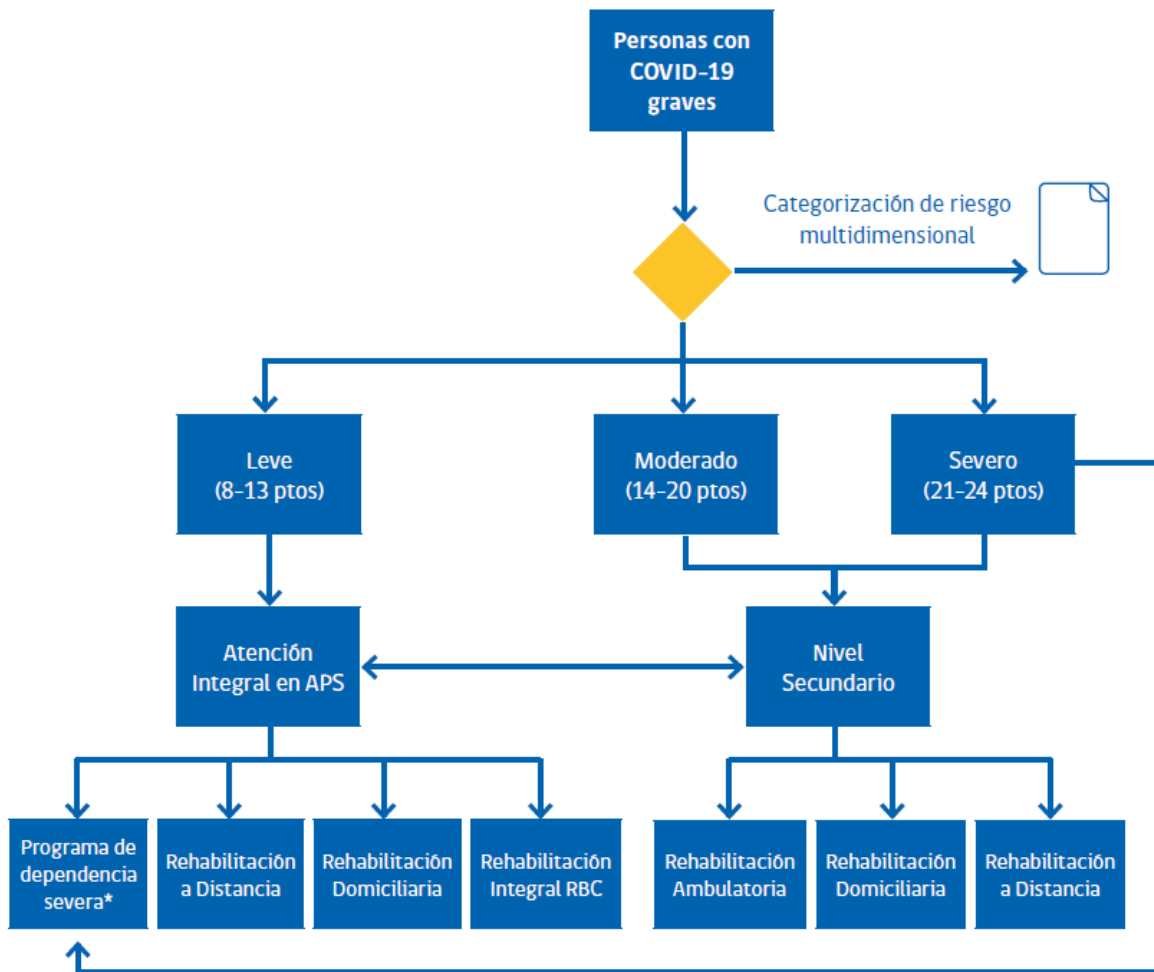 Personas con
COVID-19
graves
Categorización de riesgo
multidimensional
Leve
(8-13 ptos)
Moderado
(14-20 ptos)
Severo
(21-24 ptos)
Atención
Integral en APS
Nivel
Secundario
Programa de
dependencia
severa*
Rehabilitación
a Distancia
Rehabilitación
Domiciliaria
Rehabilitación
Integral RBC
Rehabilitación
Ambulatoria
Rehabilitación
Domiciliaria
Rehabilitación
a Distancia